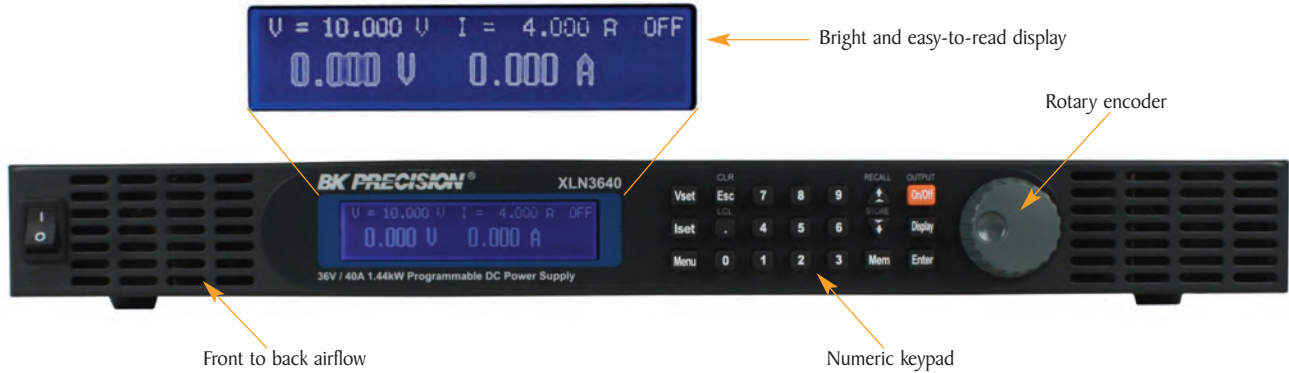 V = 10.000 V I = 4.000 A OFF
0.000 V 0.000 A
Bright and easy-to-read display
Rotary encoder
BK PRECISION ® XLN3640
V = 10.000 V I = 4.000 A OFF
0.000 V 0.000 A
36V / 40A 1.44kW Programmable DC Power Supply
I
O
CLR RECALL OUTPUT
Vset Esc 7 8 9 On/Off
LCL STORE
Iset . 4 5 6 Display
Menu 0 1 2 3 Mem Enter
Front to back airflow
Numeric keypad